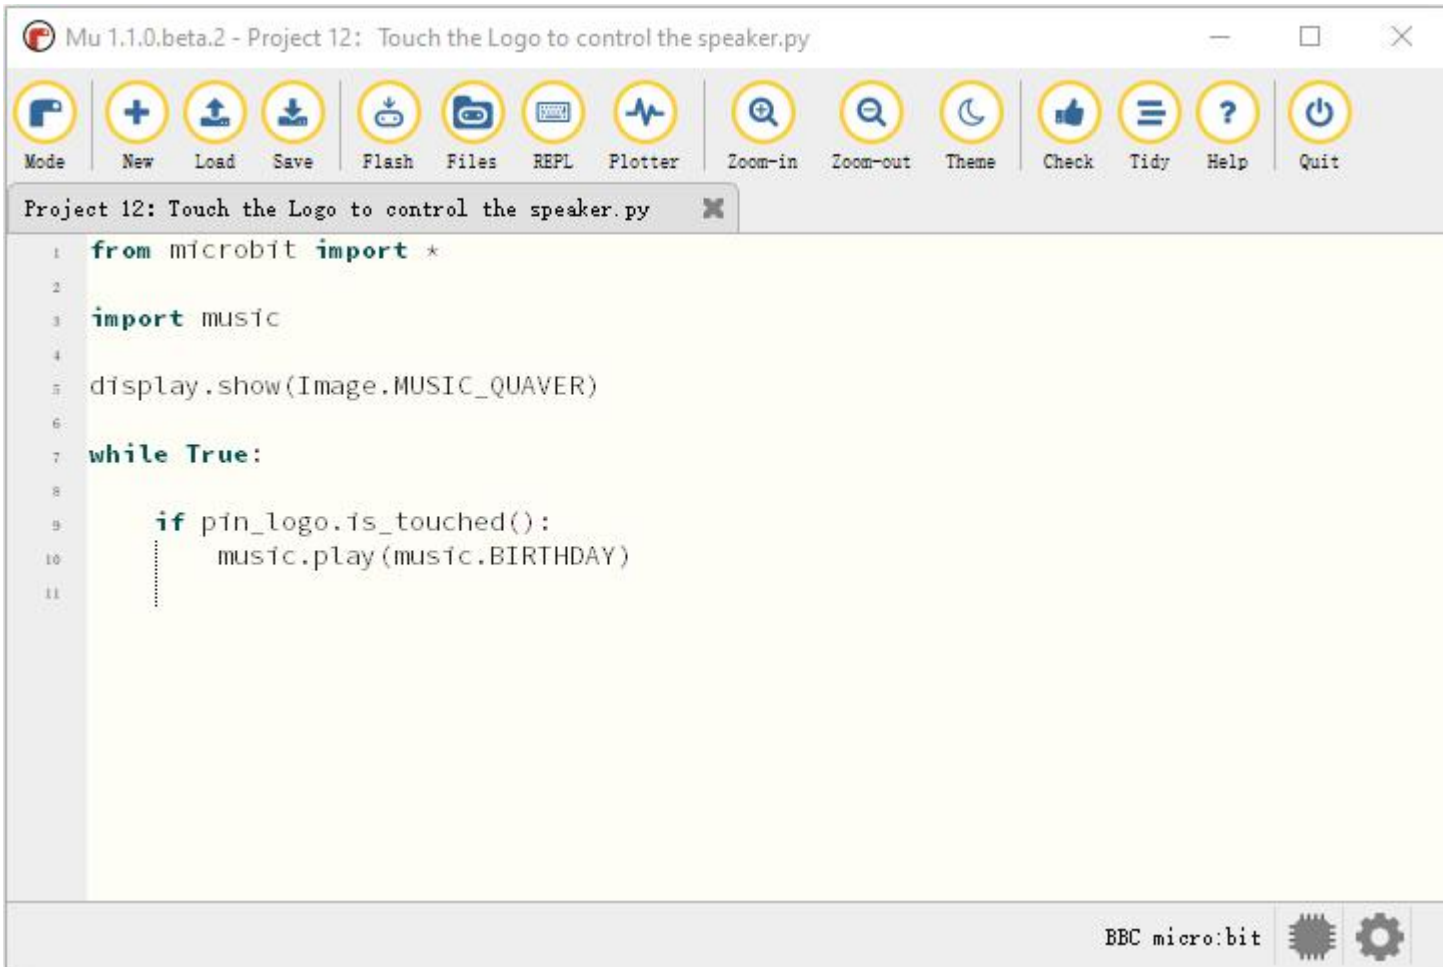 Mu 1.1.0.beta.2 - Project 12: Touch the Logo to control the speaker.py
Mode New Load Save Flash Files REPL Plotter Zoom-in Zoom-out Theme Check Tidy Help Quit
Project 12: Touch the Logo to control the speaker.py
1 from microbit import *
2
3 import music
4
5 display.show(Image.MUSIC_QUAVER)
6
7 while True:
8
9 if pin_logo.is_touched():
10 music.play(music.BIRTHDAY)
11
BBC micro:bit